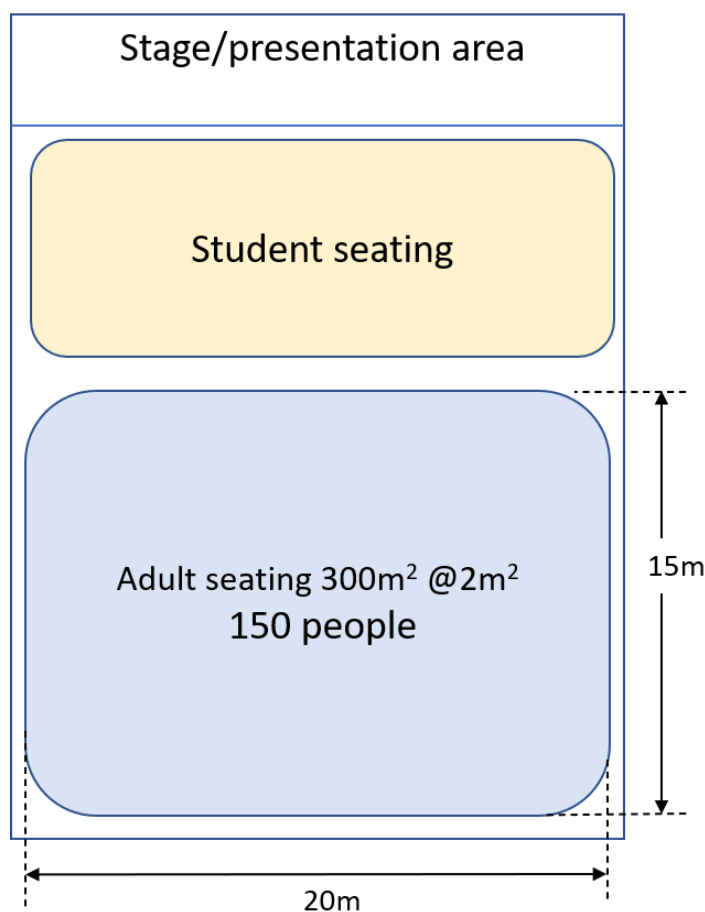 Stage/presentation area
Student seating
Adult seating 300m² @2m²
150 people
15m
20m